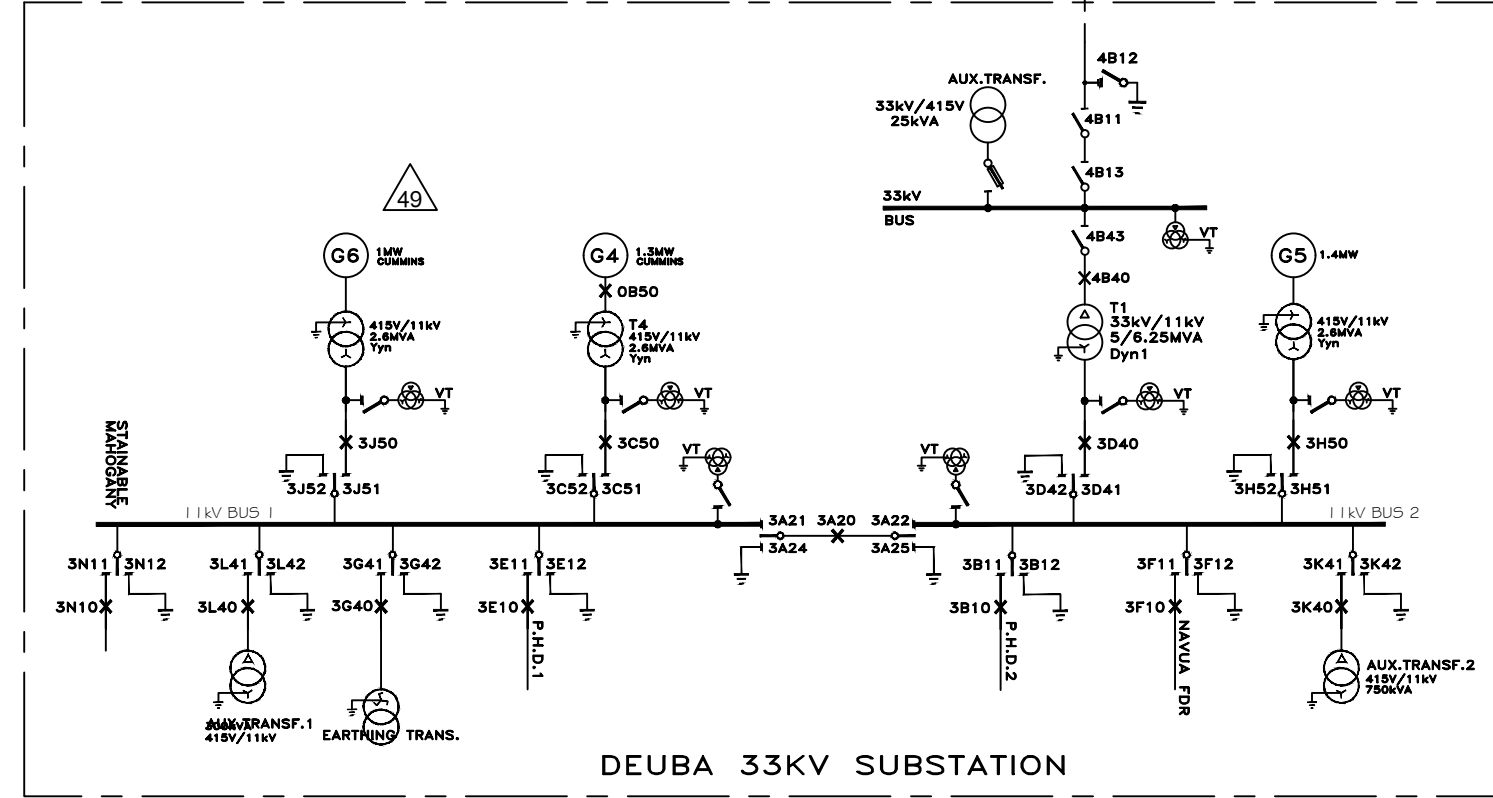 4B12
AUX.TRANSF.
33kV/415V
25kVA
4B11
4B13
33kV
BUS
49
VT
4B43
G6
1MW
CUMMINS
G4
1.3MW
CUMMINS
G5
1.4MW
0B50
4B40
415V/11kV
2.6MVA
Yyn
T4
415V/11kV
2.6MVA
Yyn
T1
33kV/11kV
5/6.25MVA
Dyn1
415V/11kV
2.6MVA
Yyn
VT
VT
VT
VT
STAINABLE
MAHOGANY
3J50
3C50
VT
VT
3D40
3H50
3J52
3J51
3C52
3C51
3D42
3D41
3H52
3H51
11kV BUS 1
11kV BUS 2
3A21
3A20
3A22
3A24
3A25
3N11
3N12
3L41
3L42
3G41
3G42
3E11
3E12
3B11
3B12
3F11
3F12
3K41
3K42
3N10
3L40
3G40
3E10
3B10
3F10
3K40
P.H.D.1
P.H.D.2
NAVUA FDR
AUX.TRANSF.2
415V/11kV
750kVA
AUX.TRANSF.1
415V/11kV
EARTHING TRANS.
DEUBA 33KV SUBSTATION